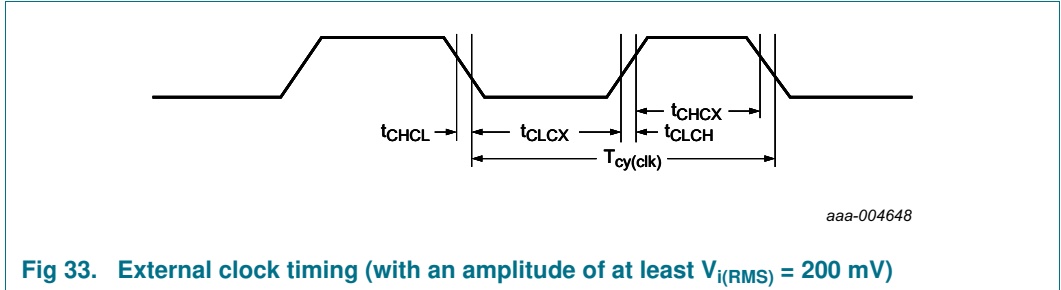 tCHCX
tCHCL
tCLCX
tCLCH
Tcy(clk)
aaa-004648
Fig 33. External clock timing (with an amplitude of at least Vi(RMS) = 200 mV)